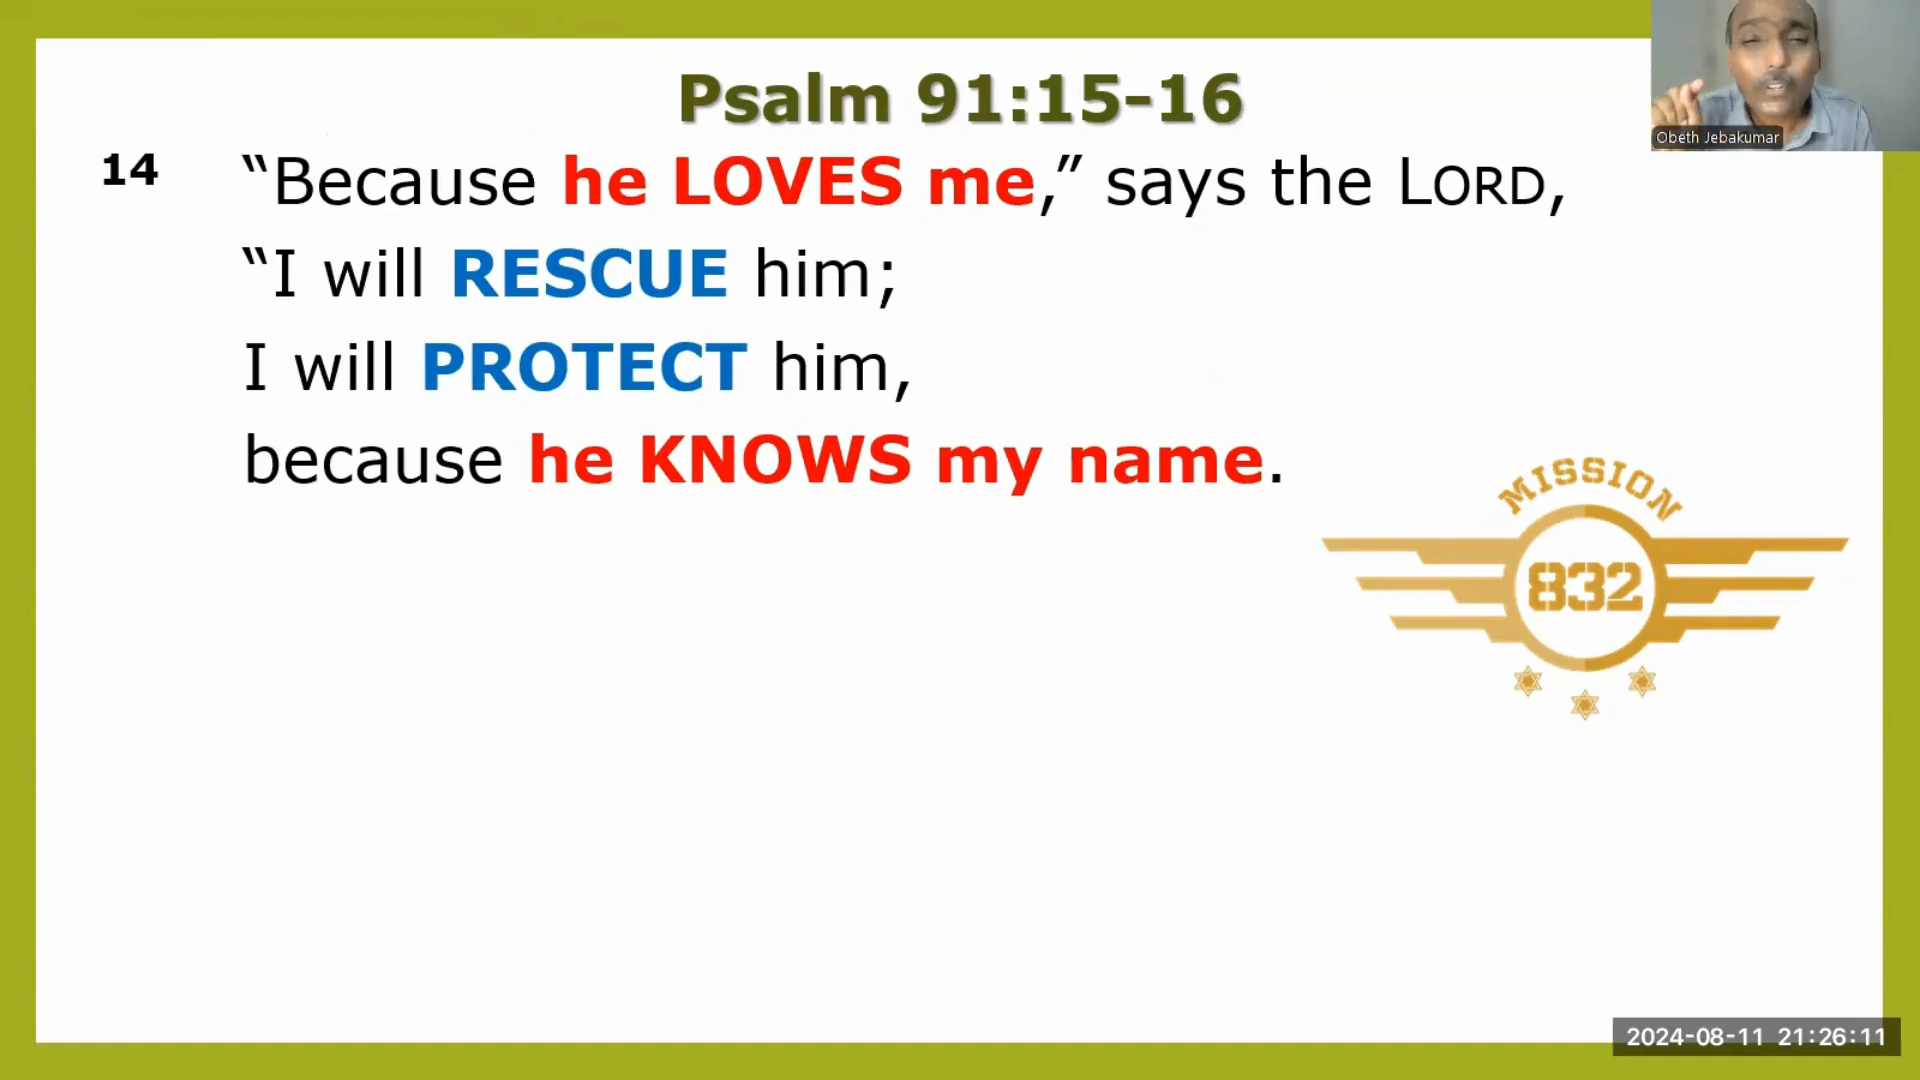 Psalm 91:15-16
Obeth Jebakumar
14 “Because he LOVES me,” says the LORD,
“I will RESCUE him;
I will PROTECT him,
because he KNOWS my name.
MISSION
832
2024-08-11 21:26:11